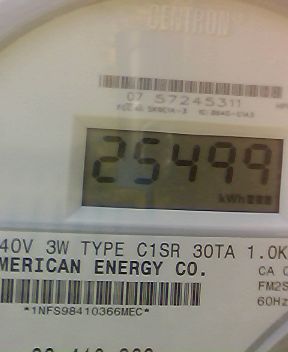 CENTRON
07 57245311
25499
kWh
40V 3W TYPE C1SR 30TA 1.0K
MERICAN ENERGY CO.
CA 0
FM2S
60Hz
*1NFS98410366MEC*